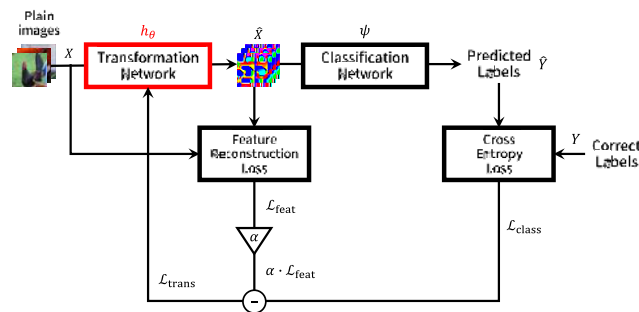 Plain
images
X
h_θ
Transformation
Network
X̂
ψ
Classification
Network
Predicted
Labels
Ŷ
Feature
Reconstruction
Loss
Cross
Entropy
Loss
Y
Correct
Labels
ℒ_feat
α
α · ℒ_feat
ℒ_class
ℒ_trans
-